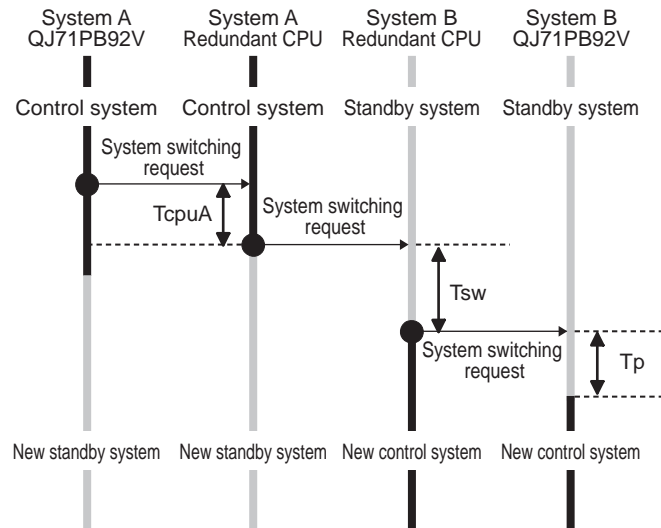 System A
QJ71PB92V
System A
Redundant CPU
System B
Redundant CPU
System B
QJ71PB92V
Control system
Control system
Standby system
Standby system
System switching
request
TcpuA
System switching
request
Tsw
System switching
request
Tp
New standby system
New standby system
New control system
New control system